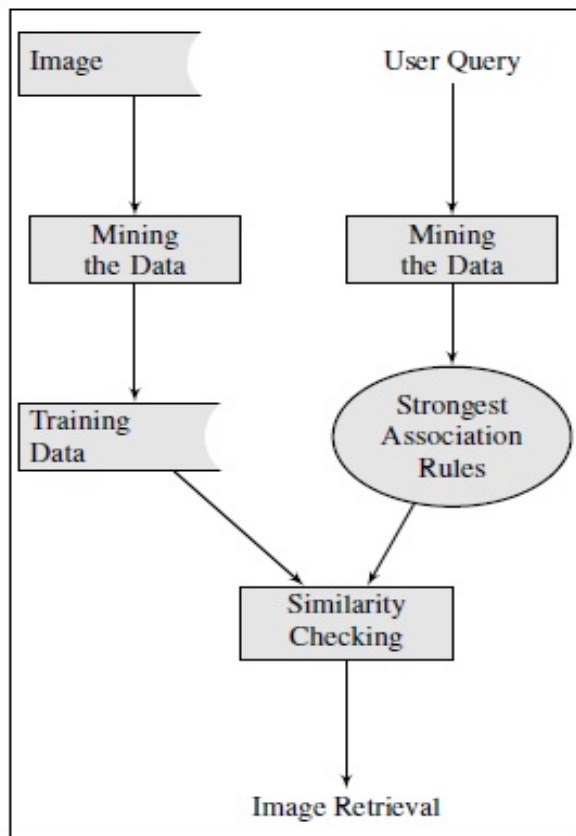 Image
User Query
Mining
the Data
Mining
the Data
Training
Data
Strongest
Association
Rules
Similarity
Checking
Image Retrieval